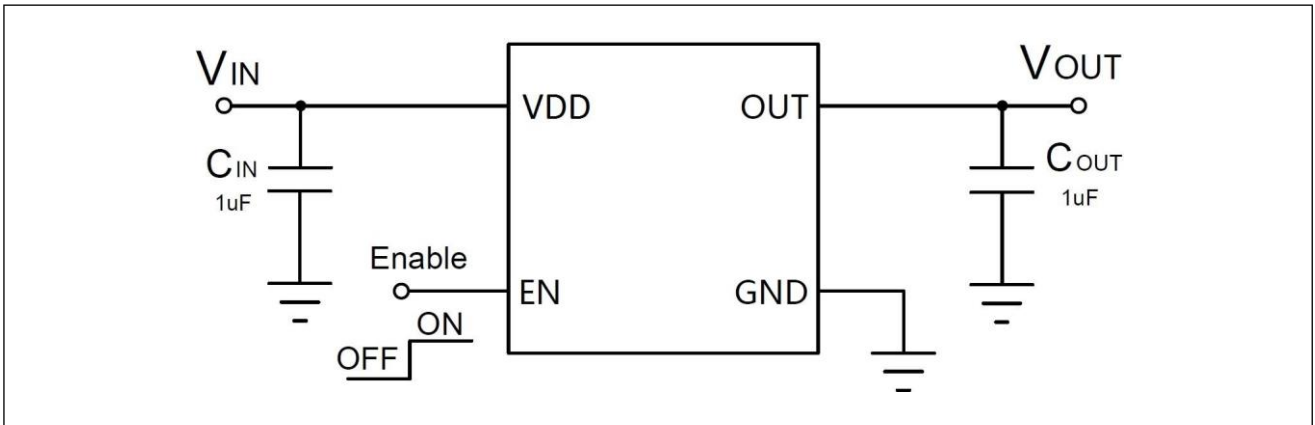 VIN
VOUT
VDD
OUT
CIN
1uF
COUT
1uF
Enable
EN
GND
ON
OFF